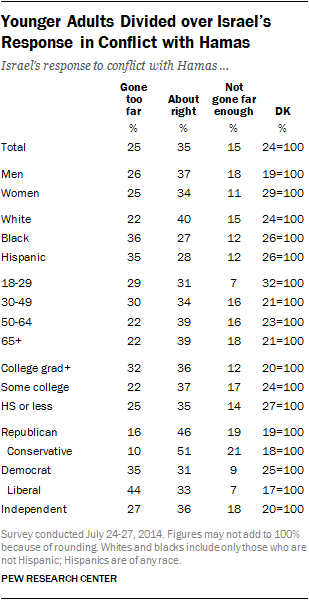 Younger Adults Divided over Israel's
Response in Conflict with Hamas
Israel's response to conflict with Hamas ...
Gone too far About right Not gone far enough DK
% % % %
Total 25 35 15 24=100
Men 26 37 18 19=100
Women 25 34 11 29=100
White 22 40 15 24=100
Black 36 27 12 26=100
Hispanic 35 28 12 26=100
18-29 29 31 7 32=100
30-49 30 34 16 21=100
50-64 22 39 16 23=100
65+ 22 39 18 21=100
College grad+ 32 36 12 20=100
Some college 22 37 17 24=100
HS or less 25 35 14 27=100
Republican 16 46 19 19=100
Conservative 10 51 21 18=100
Democrat 35 31 9 25=100
Liberal 44 33 7 17=100
Independent 27 36 18 20=100
Survey conducted July 24-27, 2014. Figures may not add to 100%
because of rounding. Whites and blacks include only those who are
not Hispanic; Hispanics are of any race.
PEW RESEARCH CENTER